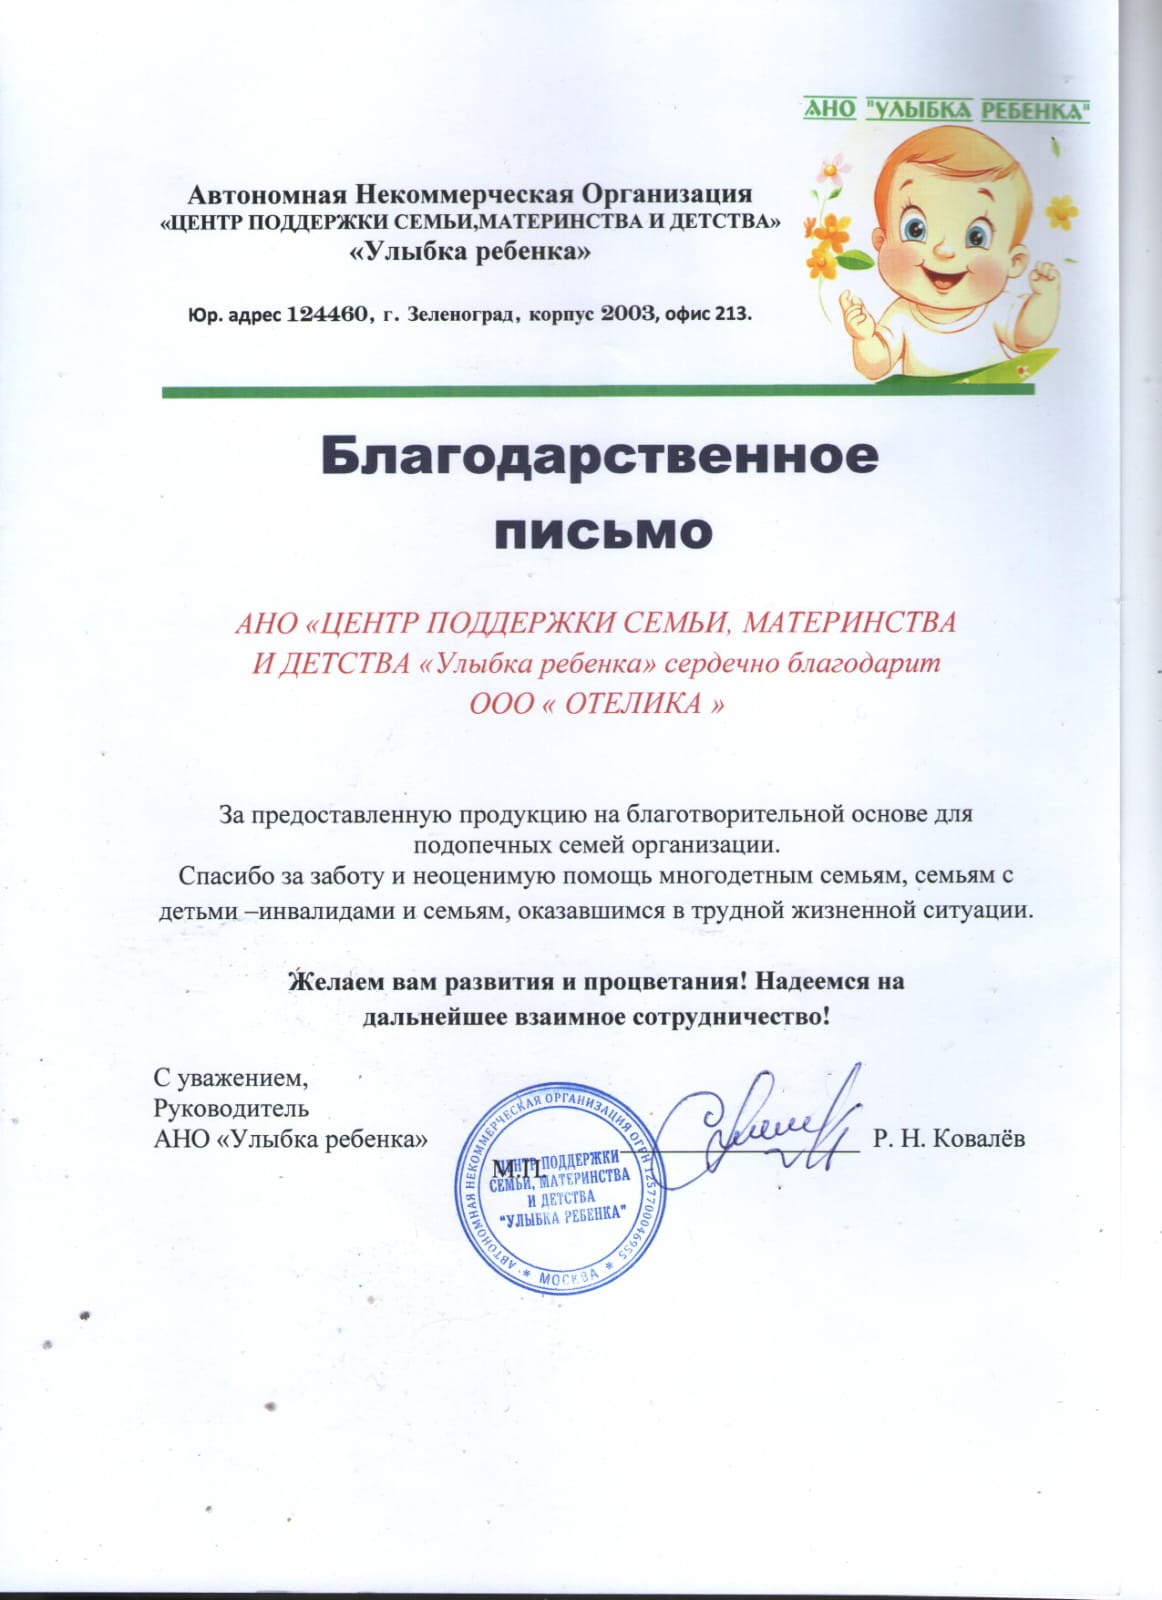 АНО "УЛЫБКА РЕБЕНКА"
Автономная Некоммерческая Организация
«ЦЕНТР ПОДДЕРЖКИ СЕМЬИ,МАТЕРИНСТВА И ДЕТСТВА»
«Улыбка ребенка»
Юр. адрес 124460, г. Зеленоград, корпус 2003, офис 213.
Благодарственное
письмо
АНО «ЦЕНТР ПОДДЕРЖКИ СЕМЬИ, МАТЕРИНСТВА
И ДЕТСТВА «Улыбка ребенка» сердечно благодарит
ООО « ОТЕЛИКА »
За предоставленную продукцию на благотворительной основе для
подопечных семей организации.
Спасибо за заботу и неоценимую помощь многодетным семьям, семьям с
детьми –инвалидами и семьям, оказавшимся в трудной жизненной ситуации.
Желаем вам развития и процветания! Надеемся на
дальнейшее взаимное сотрудничество!
С уважением,
Руководитель
АНО «Улыбка ребенка»
Р. Н. Ковалёв
М.П.
АВТОНОМНАЯ НЕКОММЕРЧЕСКАЯ ОРГАНИЗАЦИЯ ОГРН 1257700046955
* МОСКВА *
ЦЕНТР ПОДДЕРЖКИ
СЕМЬИ, МАТЕРИНСТВА
И ДЕТСТВА
"УЛЫБКА РЕБЕНКА"